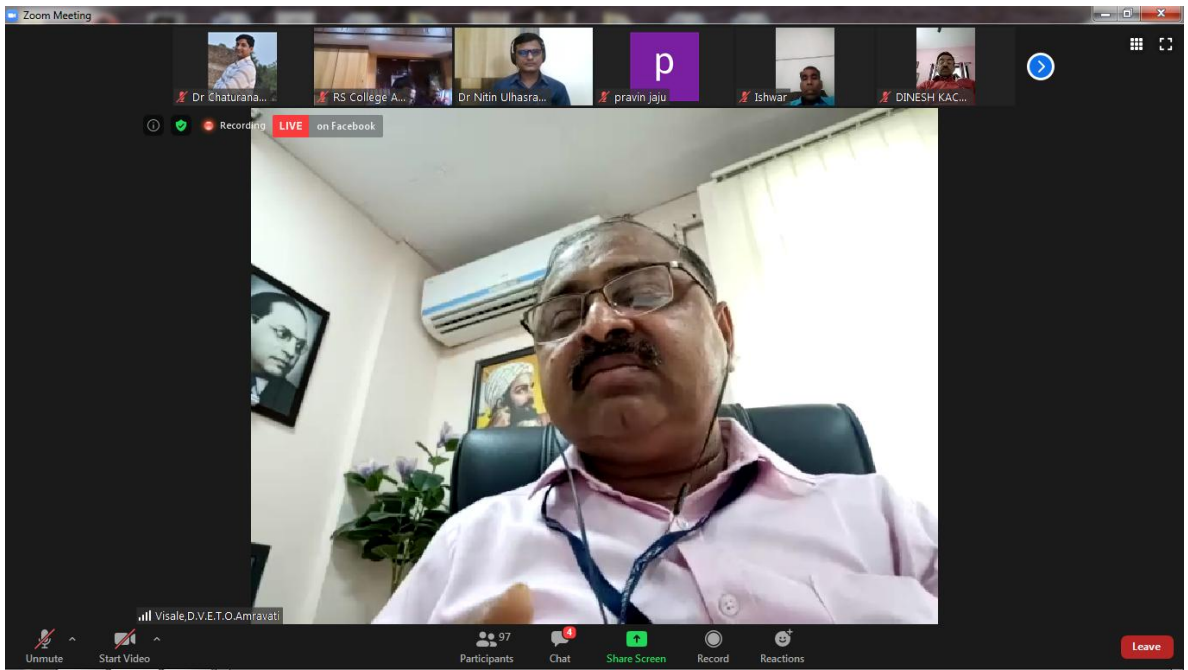 Zoom Meeting
Dr Chaturana...
RS College A...
Dr Nitin Ulhasra...
p
pravin jaju
Ishwar
DINESH KAC...
Recording
LIVE on Facebook
Visale,D.V.E.T.O.Amravati
97
4
Unmute
Start Video
Participants
Chat
Share Screen
Record
Reactions
Leave